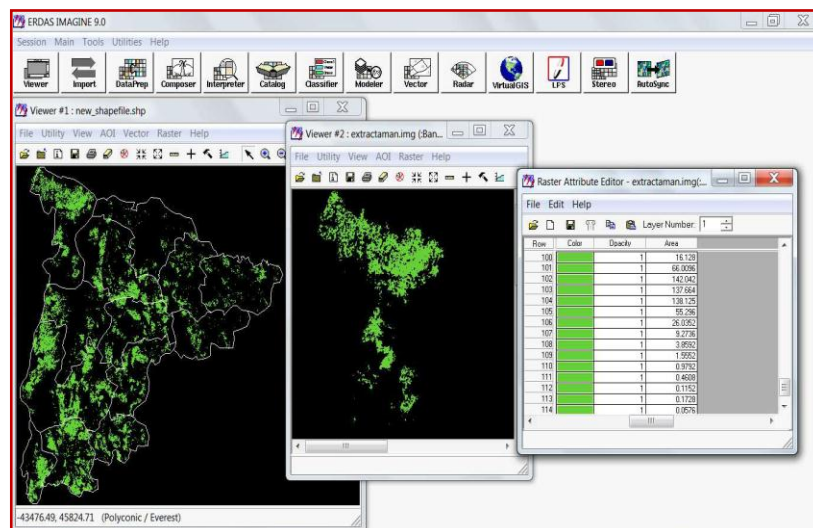 ERDAS IMAGINE 9.0
Session Main Tools Utilities Help
Viewer Import DataPrep Composer Interpreter Catalog Classifier Modeler Vector Radar VirtualGIS LPS Stereo AutoSync
Viewer #1 : new_shapefile.shp
File Utility View AOI Vector Raster Help
-43476.49, 45824.71 (Polyconic / Everest)
Viewer #2 : extractaman.img (:Ban...
File Utility View AOI Raster Help
Raster Attribute Editor - extractaman.img(:...
File Edit Help
Layer Number: 1
Row Color Opacity Area
100 1 16.128
101 1 66.0096
102 1 142.042
103 1 137.664
104 1 138.125
105 1 55.296
106 1 26.0352
107 1 9.2736
108 1 3.8592
109 1 1.5552
110 1 0.9792
111 1 0.4608
112 1 0.1152
113 1 0.1728
114 1 0.0576